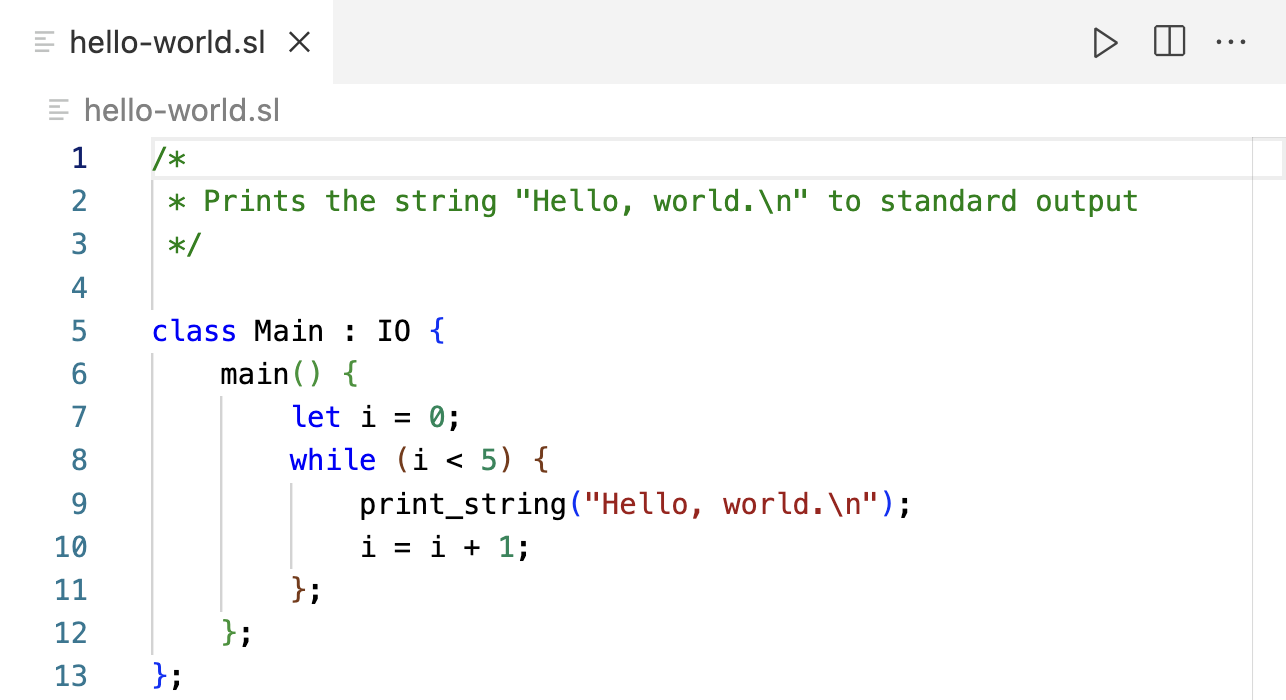 hello-world.sl
hello-world.sl
1 /*
2  * Prints the string "Hello, world.\n" to standard output
3  */
4
5 class Main : IO {
6     main() {
7         let i = 0;
8         while (i < 5) {
9             print_string("Hello, world.\n");
10             i = i + 1;
11         };
12     };
13 };